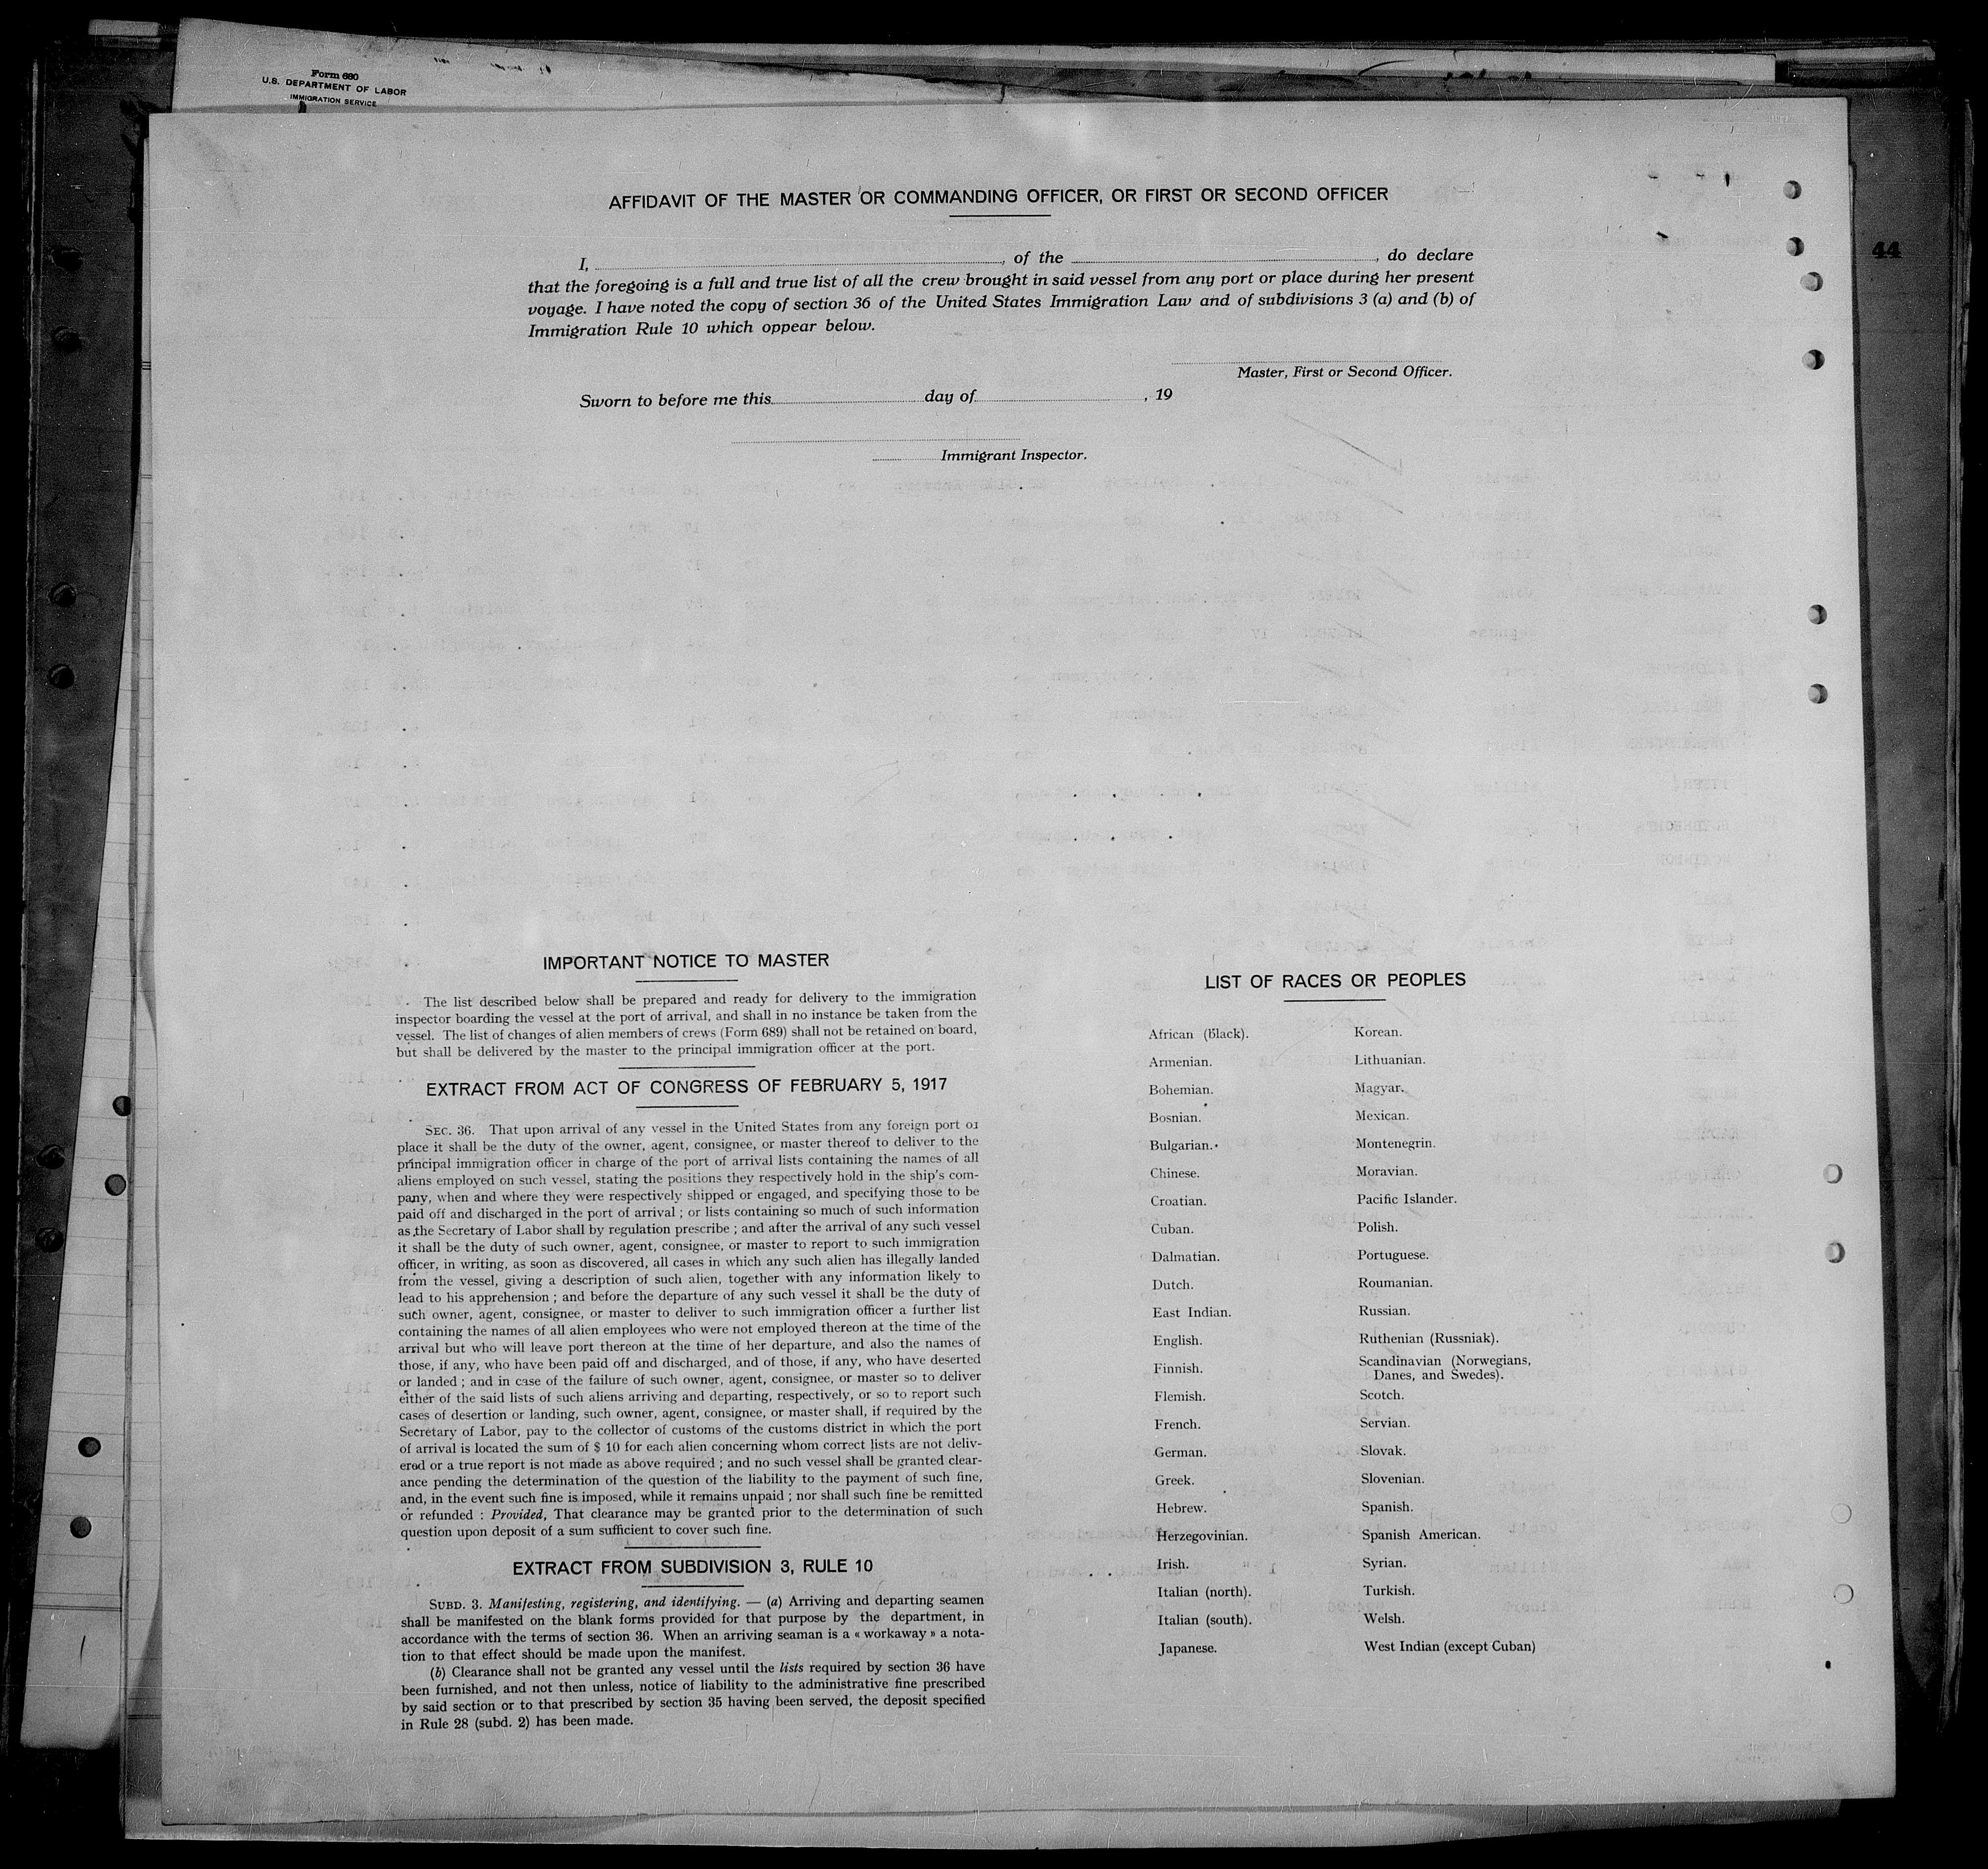 Form 680
U.S. DEPARTMENT OF LABOR
IMMIGRATION SERVICE
44
AFFIDAVIT OF THE MASTER OR COMMANDING OFFICER, OR FIRST OR SECOND OFFICER
I, , of the , do declare
that the foregoing is a full and true list of all the crew brought in said vessel from any port or place during her present
voyage. I have noted the copy of section 36 of the United States Immigration Law and of subdivisions 3 (a) and (b) of
Immigration Rule 10 which oppear below.
Master, First or Second Officer.
Sworn to before me this day of , 19
Immigrant Inspector.
IMPORTANT NOTICE TO MASTER
The list described below shall be prepared and ready for delivery to the immigration
inspector boarding the vessel at the port of arrival, and shall in no instance be taken from the
vessel. The list of changes of alien members of crews (Form 689) shall not be retained on board,
but shall be delivered by the master to the principal immigration officer at the port.
EXTRACT FROM ACT OF CONGRESS OF FEBRUARY 5, 1917
SEC. 36. That upon arrival of any vessel in the United States from any foreign port or
place it shall be the duty of the owner, agent, consignee, or master thereof to deliver to the
principal immigration officer in charge of the port of arrival lists containing the names of all
aliens employed on such vessel, stating the positions they respectively hold in the ship's com-
pany, when and where they were respectively shipped or engaged, and specifying those to be
paid off and discharged in the port of arrival ; or lists containing so much of such information
as the Secretary of Labor shall by regulation prescribe ; and after the arrival of any such vessel
it shall be the duty of such owner, agent, consignee, or master to report to such immigration
officer, in writing, as soon as discovered, all cases in which any such alien has illegally landed
from the vessel, giving a description of such alien, together with any information likely to
lead to his apprehension ; and before the departure of any such vessel it shall be the duty of
such owner, agent, consignee, or master to deliver to such immigration officer a further list
containing the names of all alien employees who were not employed thereon at the time of the
arrival but who will leave port thereon at the time of her departure, and also the names of
those, if any, who have been paid off and discharged, and of those, if any, who have deserted
or landed ; and in case of the failure of such owner, agent, consignee, or master so to deliver
either of the said lists of such aliens arriving and departing, respectively, or so to report such
cases of desertion or landing, such owner, agent, consignee, or master shall, if required by the
Secretary of Labor, pay to the collector of customs of the customs district in which the port
of arrival is located the sum of $ 10 for each alien concerning whom correct lists are not deliv-
ered or a true report is not made as above required ; and no such vessel shall be granted clear-
ance pending the determination of the question of the liability to the payment of such fine,
and, in the event such fine is imposed, while it remains unpaid ; nor shall such fine be remitted
or refunded : Provided, That clearance may be granted prior to the determination of such
question upon deposit of a sum sufficient to cover such fine.
EXTRACT FROM SUBDIVISION 3, RULE 10
SUBD. 3. Manifesting, registering, and identifying. — (a) Arriving and departing seamen
shall be manifested on the blank forms provided for that purpose by the department, in
accordance with the terms of section 36. When an arriving seaman is a « workaway » a nota-
tion to that effect should be made upon the manifest.
(b) Clearance shall not be granted any vessel until the lists required by section 36 have
been furnished, and not then unless, notice of liability to the administrative fine prescribed
by said section or to that prescribed by section 35 having been served, the deposit specified
in Rule 28 (subd. 2) has been made.
LIST OF RACES OR PEOPLES
African (black).
Armenian.
Bohemian.
Bosnian.
Bulgarian.
Chinese.
Croatian.
Cuban.
Dalmatian.
Dutch.
East Indian.
English.
Finnish.
Flemish.
French.
German.
Greek.
Hebrew.
Herzegovinian.
Irish.
Italian (north).
Italian (south).
Japanese.
Korean.
Lithuanian.
Magyar.
Mexican.
Montenegrin.
Moravian.
Pacific Islander.
Polish.
Portuguese.
Roumanian.
Russian.
Ruthenian (Russniak).
Scandinavian (Norwegians,
Danes, and Swedes).
Scotch.
Servian.
Slovak.
Slovenian.
Spanish.
Spanish American.
Syrian.
Turkish.
Welsh.
West Indian (except Cuban)